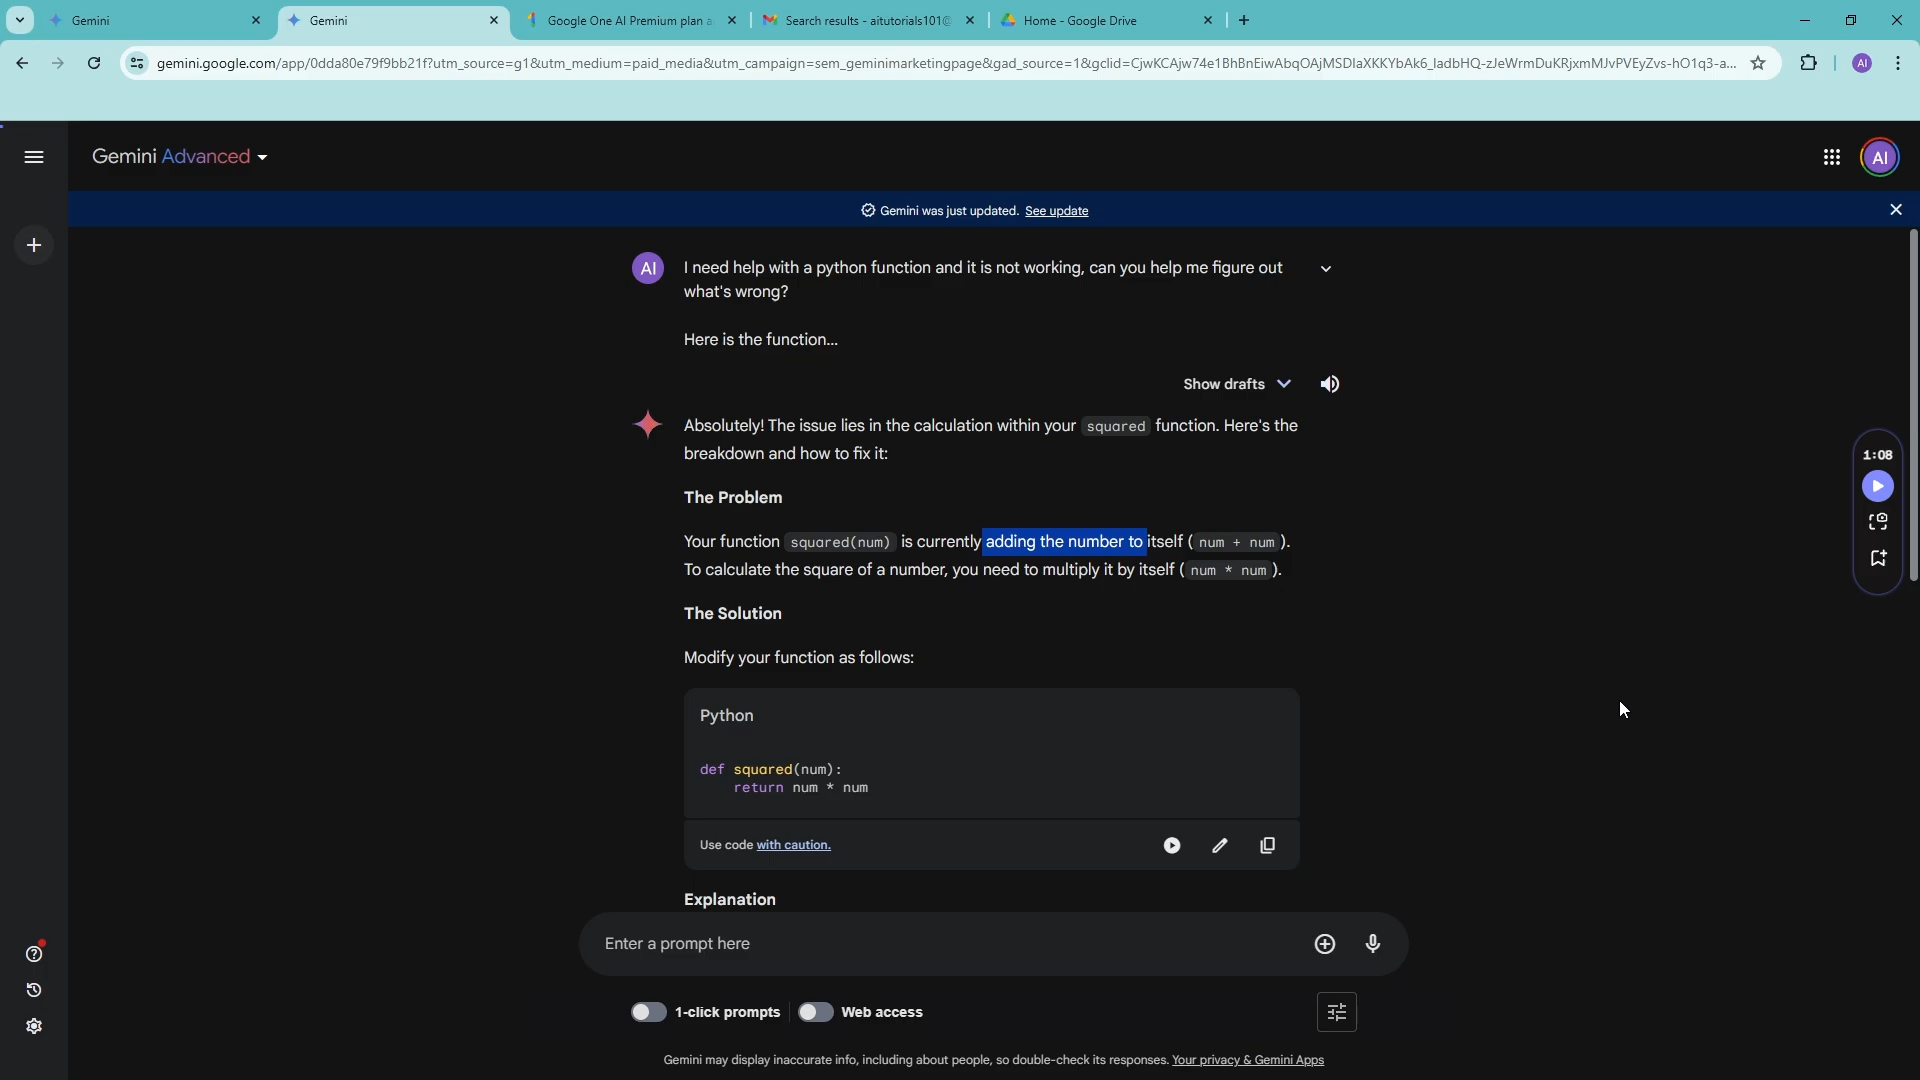 Gemini
Gemini
Google One AI Premium plan a
Search results - aitutorials101@
Home - Google Drive
gemini.google.com/app/0dda80e79f9bb21f?utm_source=g1&utm_medium=paid_media&utm_campaign=sem_geminimarketingpage&gad_source=1&gclid=CjwKCAjw74e1BhBnEiwAbqOAjMSDIaXKKYbAk6_ladbHQ-zJeWrmDuKRjxmMJvPVEyZvs-hO1q3-a...
AI
Gemini Advanced
AI
Gemini was just updated. See update
AI
I need help with a python function and it is not working, can you help me figure out
what's wrong?
Here is the function...
Show drafts
Absolutely! The issue lies in the calculation within your squared function. Here's the
breakdown and how to fix it:
1:08
The Problem
Your function squared(num) is currently adding the number to itself ( num + num ).
To calculate the square of a number, you need to multiply it by itself ( num * num ).
The Solution
Modify your function as follows:
Python
def squared(num):
return num * num
Use code with caution.
Explanation
Enter a prompt here
1-click prompts
Web access
Gemini may display inaccurate info, including about people, so double-check its responses. Your privacy & Gemini Apps